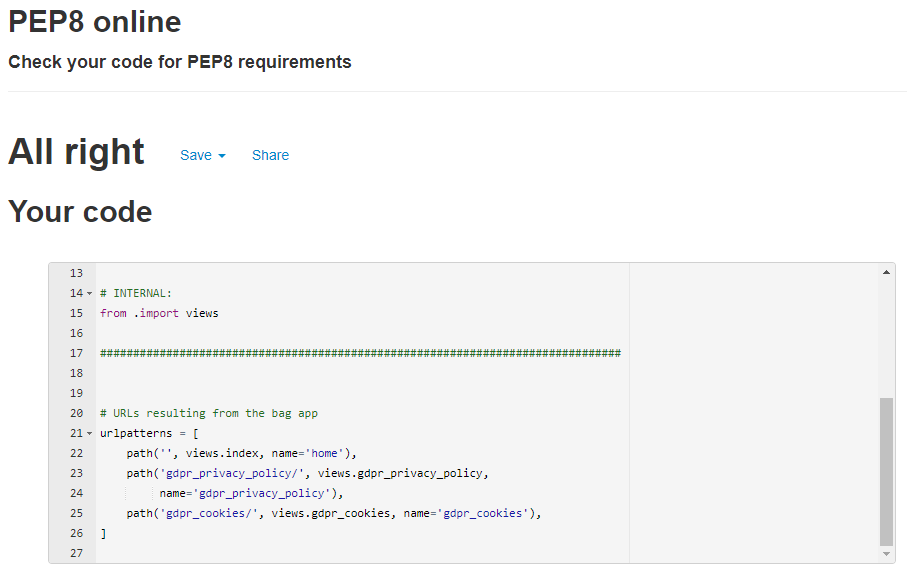 PEP8 online
Check your code for PEP8 requirements
All right Save Share
Your code
13
14 # INTERNAL:
15 from .import views
16
17 ###############################################################################
18
19
20 # URLs resulting from the bag app
21 urlpatterns = [
22     path('', views.index, name='home'),
23     path('gdpr_privacy_policy/', views.gdpr_privacy_policy,
24          name='gdpr_privacy_policy'),
25     path('gdpr_cookies/', views.gdpr_cookies, name='gdpr_cookies'),
26 ]
27